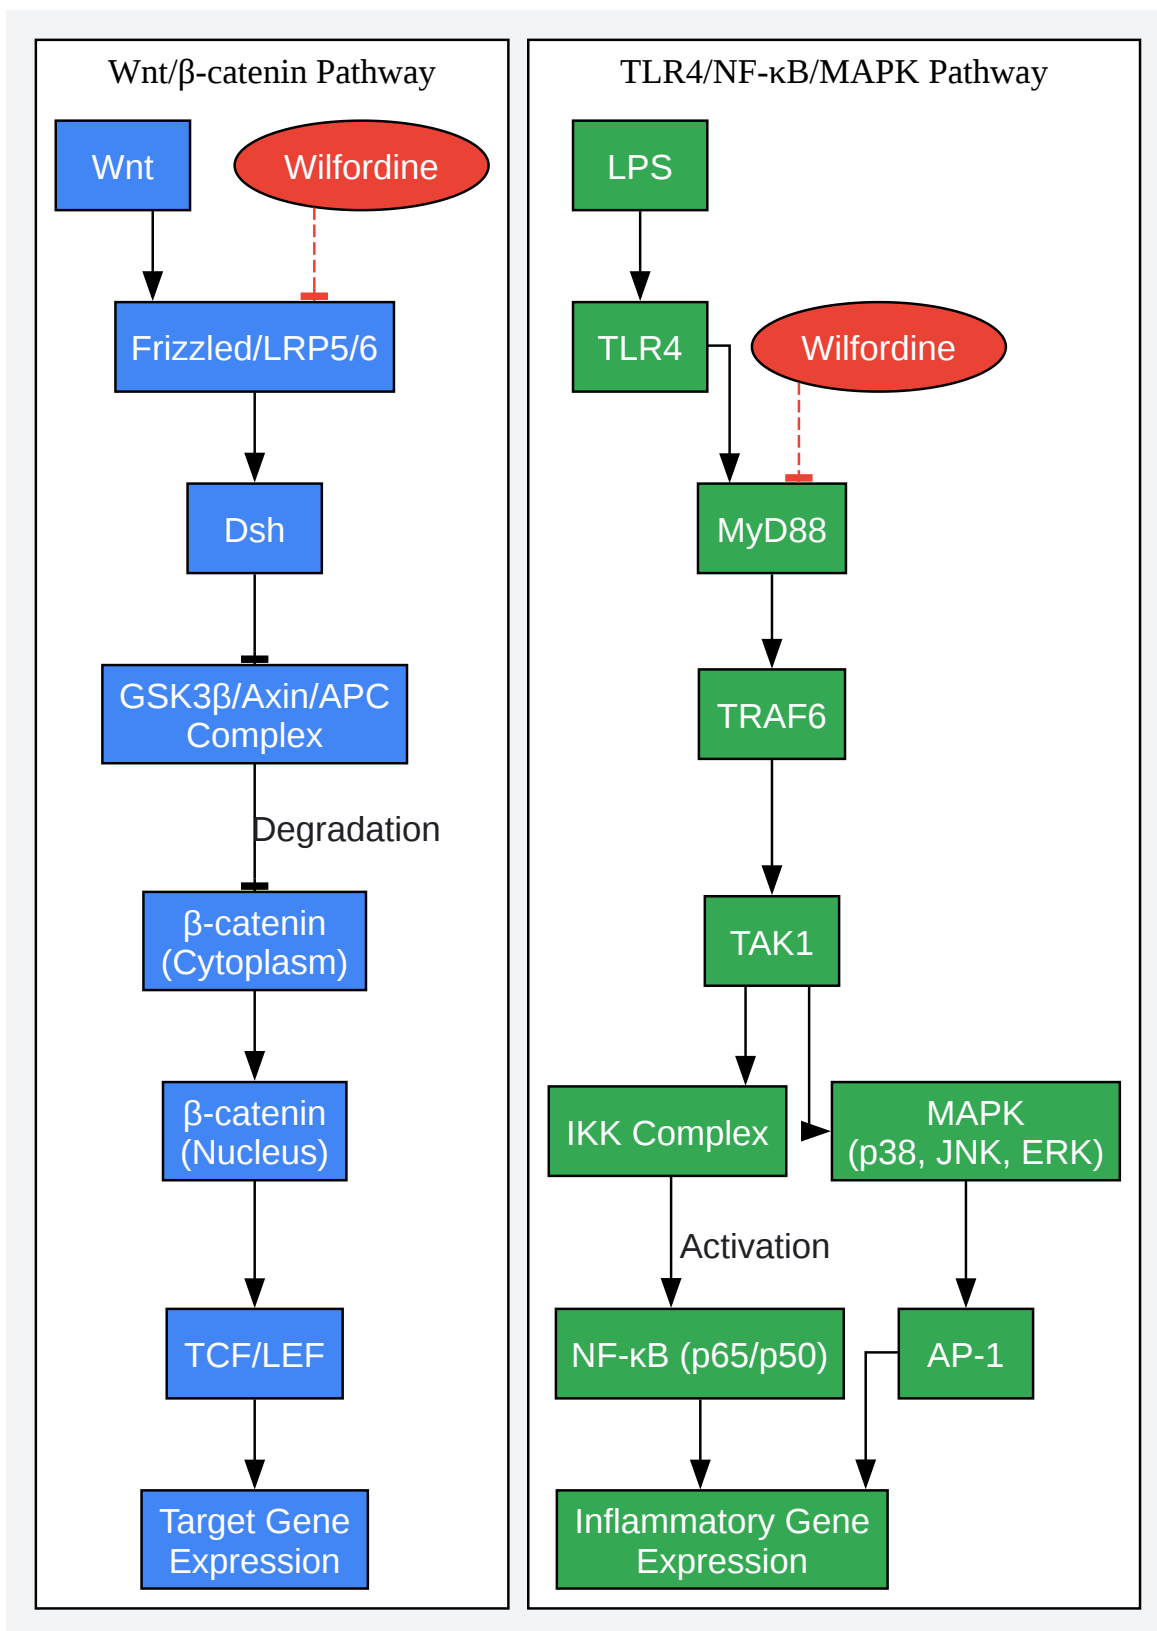 Wnt/β-catenin Pathway
Wnt
Wilfordine
Frizzled/LRP5/6
Dsh
GSK3β/Axin/APC
Complex
Degradation
β-catenin
(Cytoplasm)
β-catenin
(Nucleus)
TCF/LEF
Target Gene
Expression
TLR4/NF-κB/MAPK Pathway
LPS
TLR4
Wilfordine
MyD88
TRAF6
TAK1
IKK Complex
MAPK
(p38, JNK, ERK)
Activation
NF-κB (p65/p50)
AP-1
Inflammatory Gene
Expression